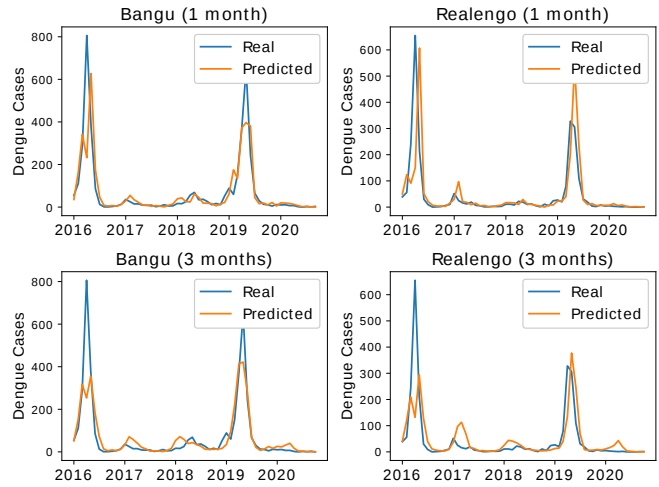 Bangu (1 month)
Dengue Cases
800
600
400
200
0
2016 2017 2018 2019 2020
Real
Predicted
Realengo (1 month)
Dengue Cases
600
500
400
300
200
100
0
2016 2017 2018 2019 2020
Real
Predicted
Bangu (3 months)
Dengue Cases
800
600
400
200
0
2016 2017 2018 2019 2020
Real
Predicted
Realengo (3 months)
Dengue Cases
600
500
400
300
200
100
0
2016 2017 2018 2019 2020
Real
Predicted